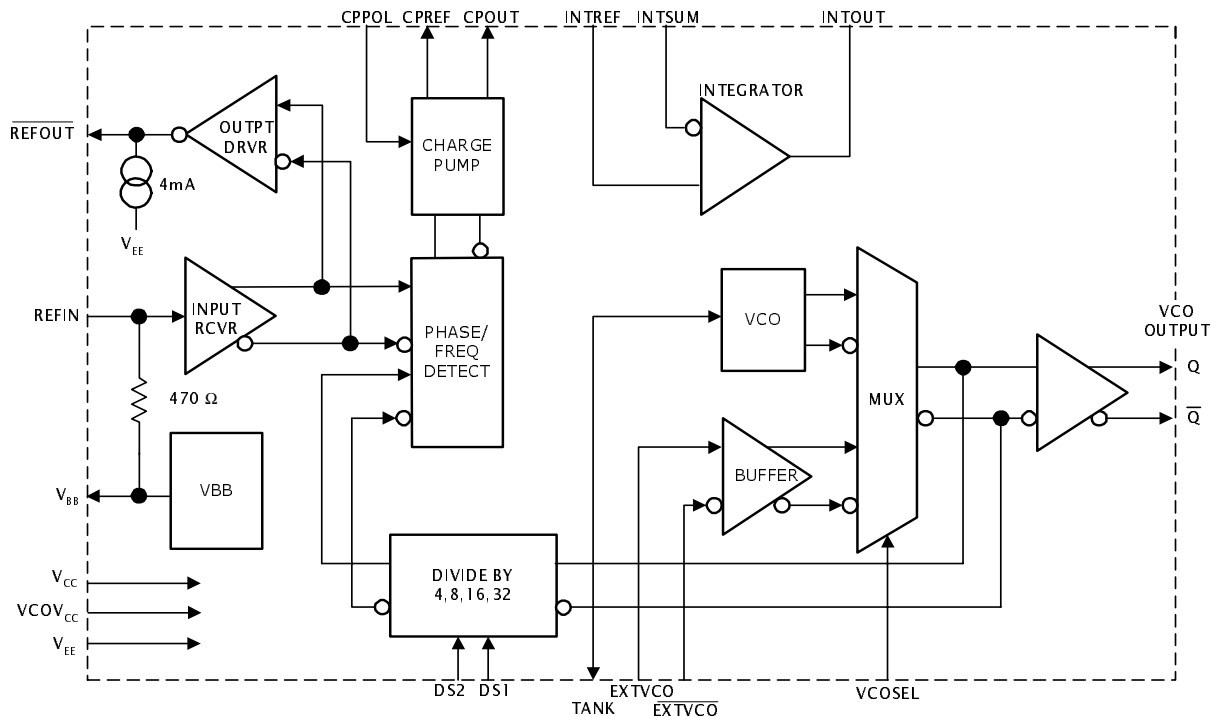 CPPOL CPREF CPOUT INTREF INTSUM INTOUT
INTEGRATOR
REFOUT
OUTPT
DRVR
CHARGE
PUMP
4mA
VEE
REFIN
INPUT
RCVR
PHASE/
FREQ
DETECT
VCO
VCO
OUTPUT
MUX
Q
Q
470 Ω
VBB
VBB
BUFFER
VCC
VCOVCC
VEE
DIVIDE BY
4, 8, 16, 32
DS2 DS1
TANK
EXTVCO
EXTVCO
VCOSEL